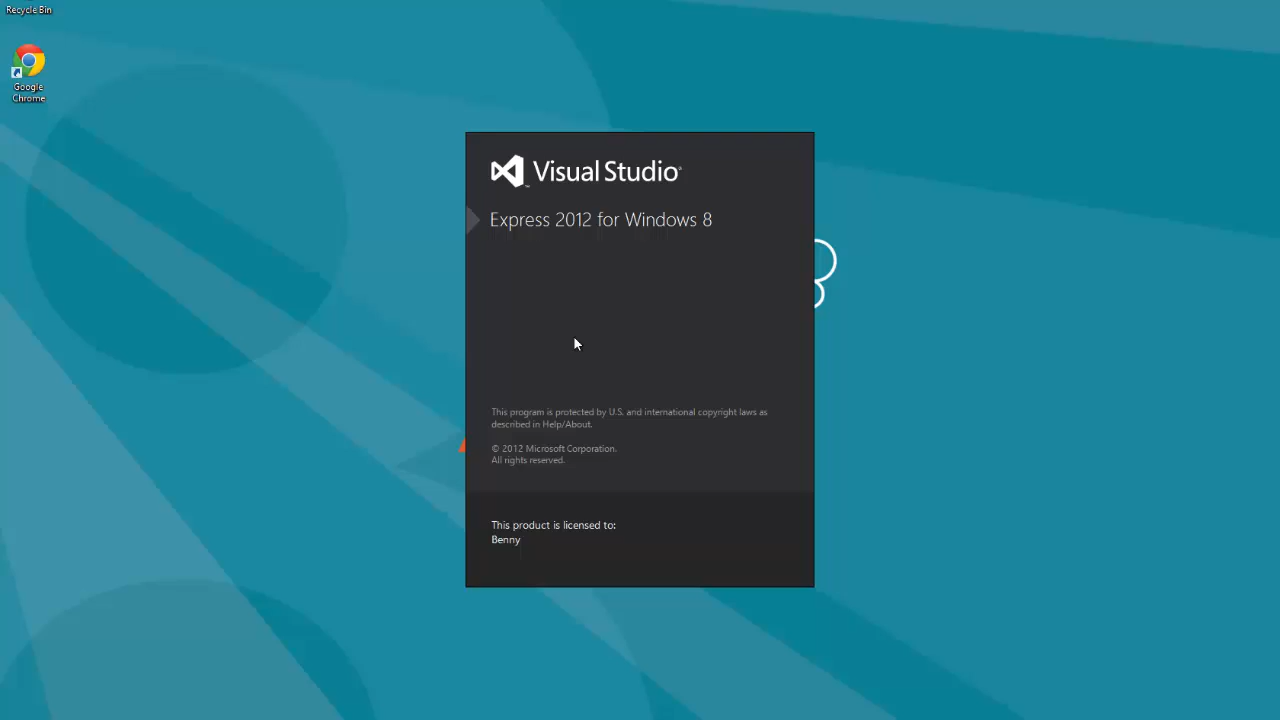 Recycle Bin
Google
Chrome
Visual Studio
Express 2012 for Windows 8
This program is protected by U.S. and international copyright laws as
described in Help/About.
© 2012 Microsoft Corporation.
All rights reserved.
This product is licensed to:
Benny